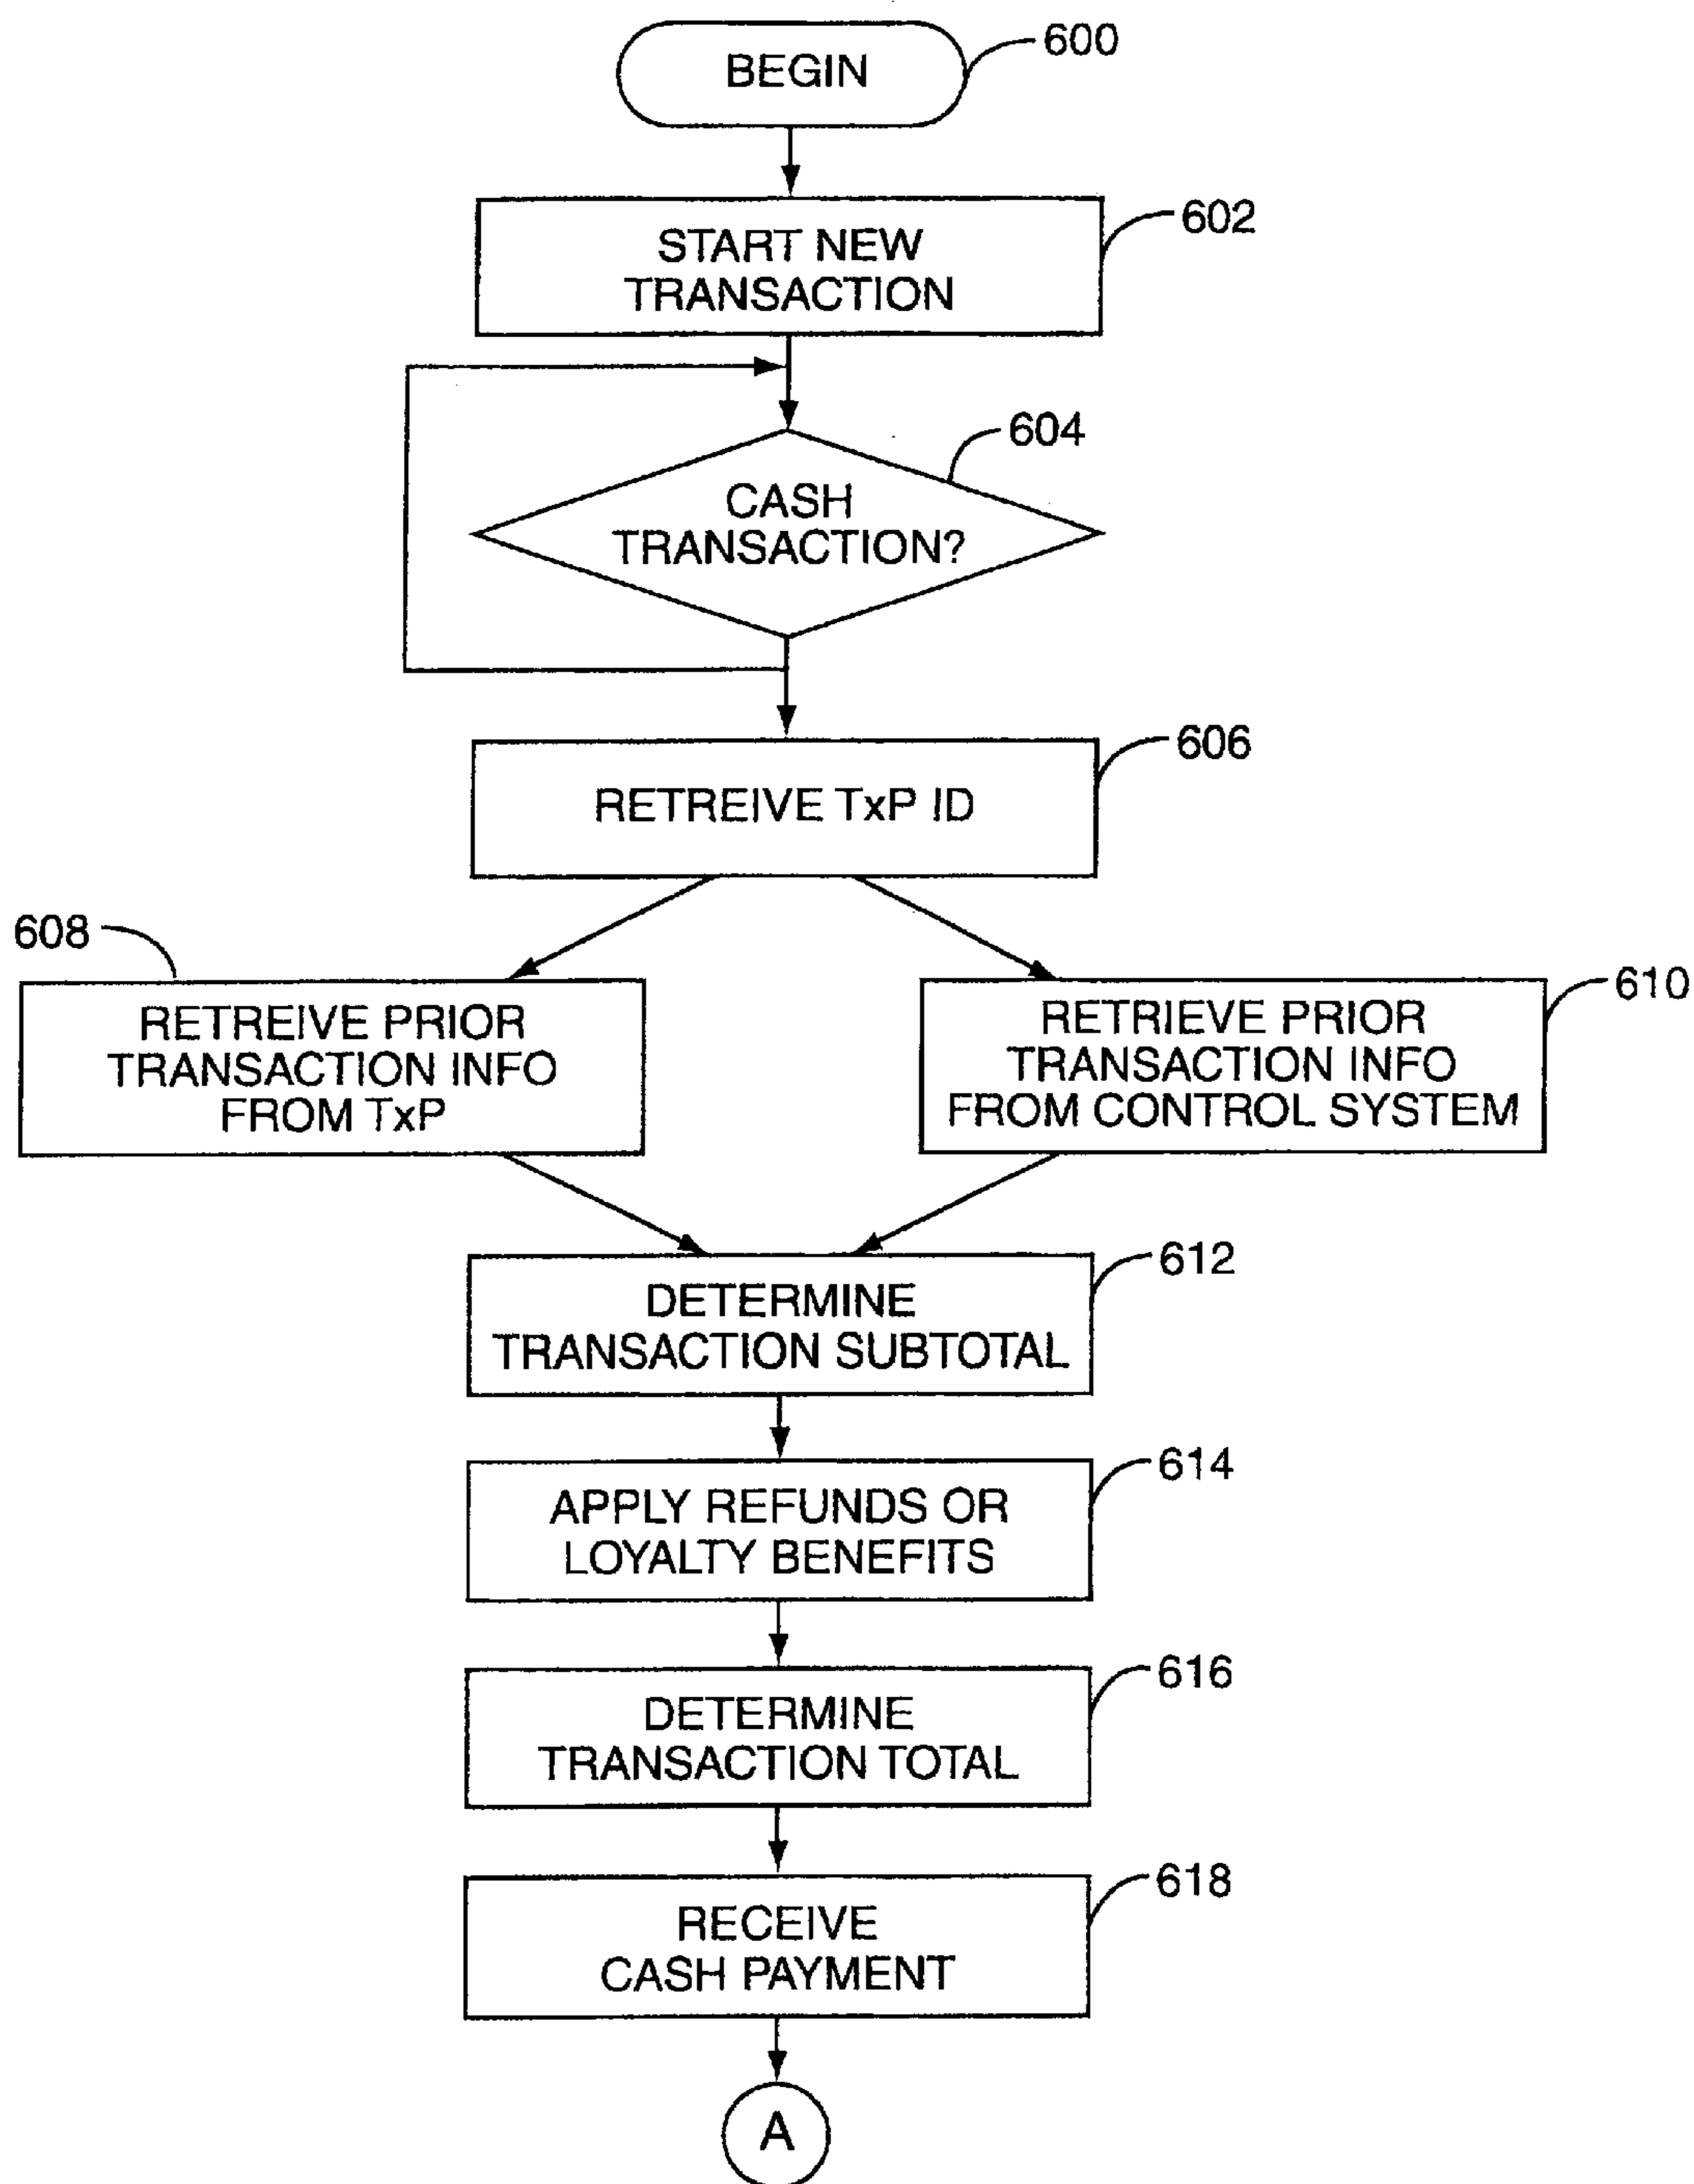 BEGIN
600
START NEW
TRANSACTION
602
604
CASH
TRANSACTION?
606
RETREIVE TxP ID
608
RETREIVE PRIOR
TRANSACTION INFO
FROM TxP
610
RETRIEVE PRIOR
TRANSACTION INFO
FROM CONTROL SYSTEM
612
DETERMINE
TRANSACTION SUBTOTAL
614
APPLY REFUNDS OR
LOYALTY BENEFITS
616
DETERMINE
TRANSACTION TOTAL
618
RECEIVE
CASH PAYMENT
A